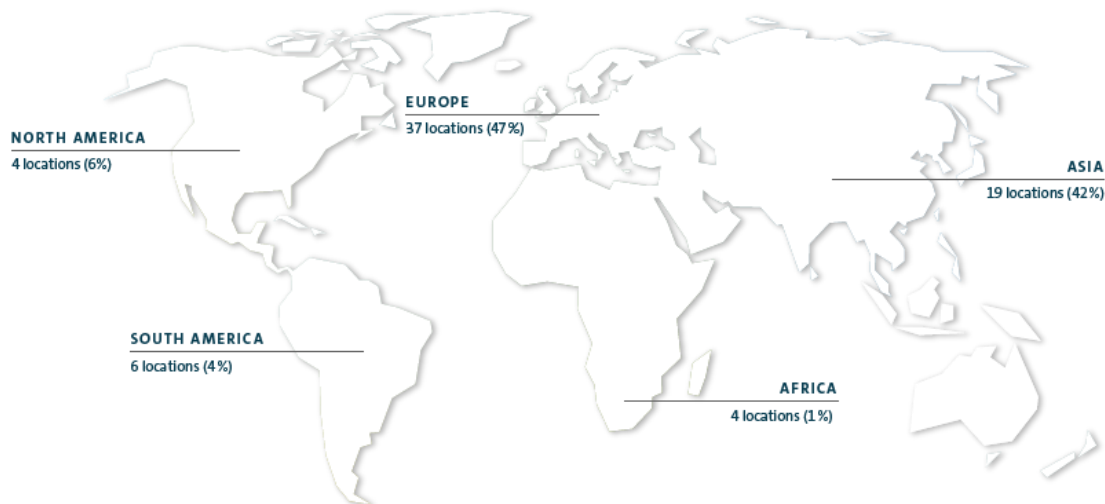 EUROPE
37 locations (47%)
NORTH AMERICA
4 locations (6%)
ASIA
19 locations (42%)
SOUTH AMERICA
6 locations (4%)
AFRICA
4 locations (1%)